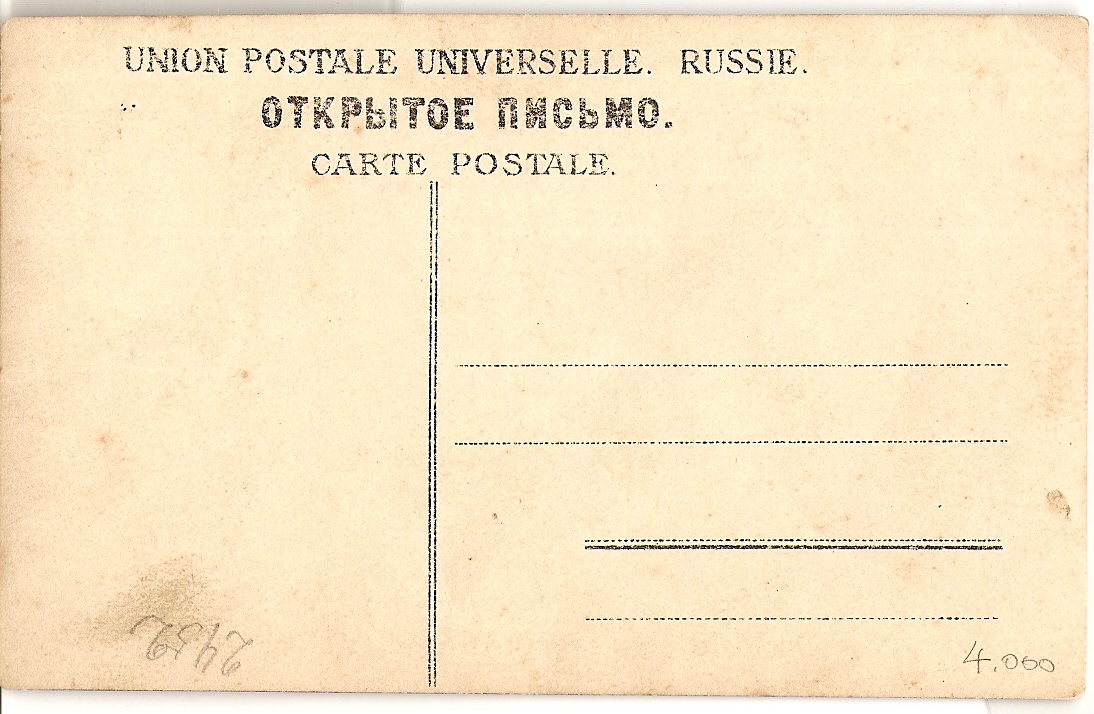 UNION POSTALE UNIVERSELLE. RUSSIE.
ОТКРЫТОЕ ПИСЬМО.
CARTE POSTALE.
4.000